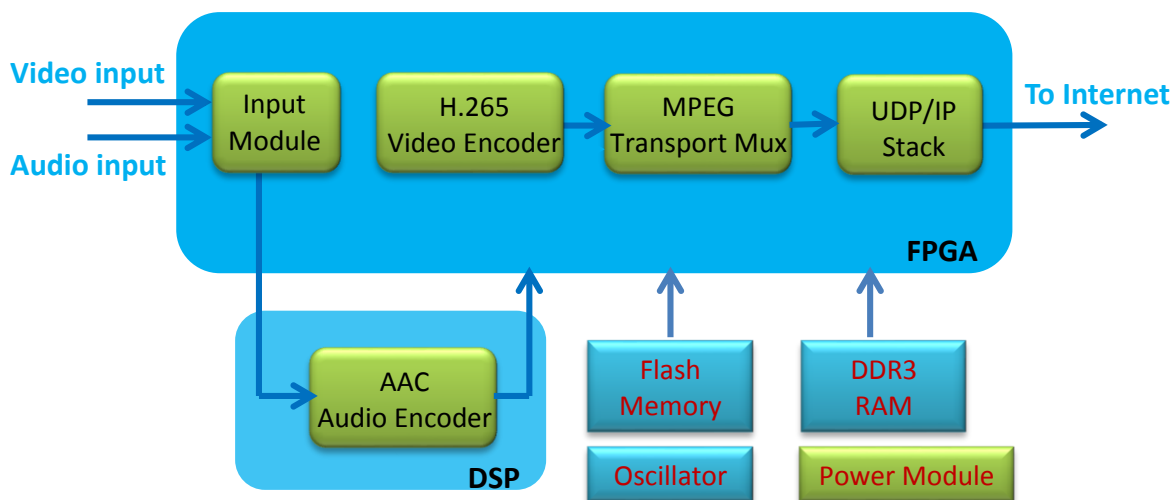 Video input
Audio input
Input
Module
H.265
Video Encoder
MPEG
Transport Mux
UDP/IP
Stack
To Internet
FPGA
AAC
Audio Encoder
DSP
Flash
Memory
DDR3
RAM
Oscillator
Power Module